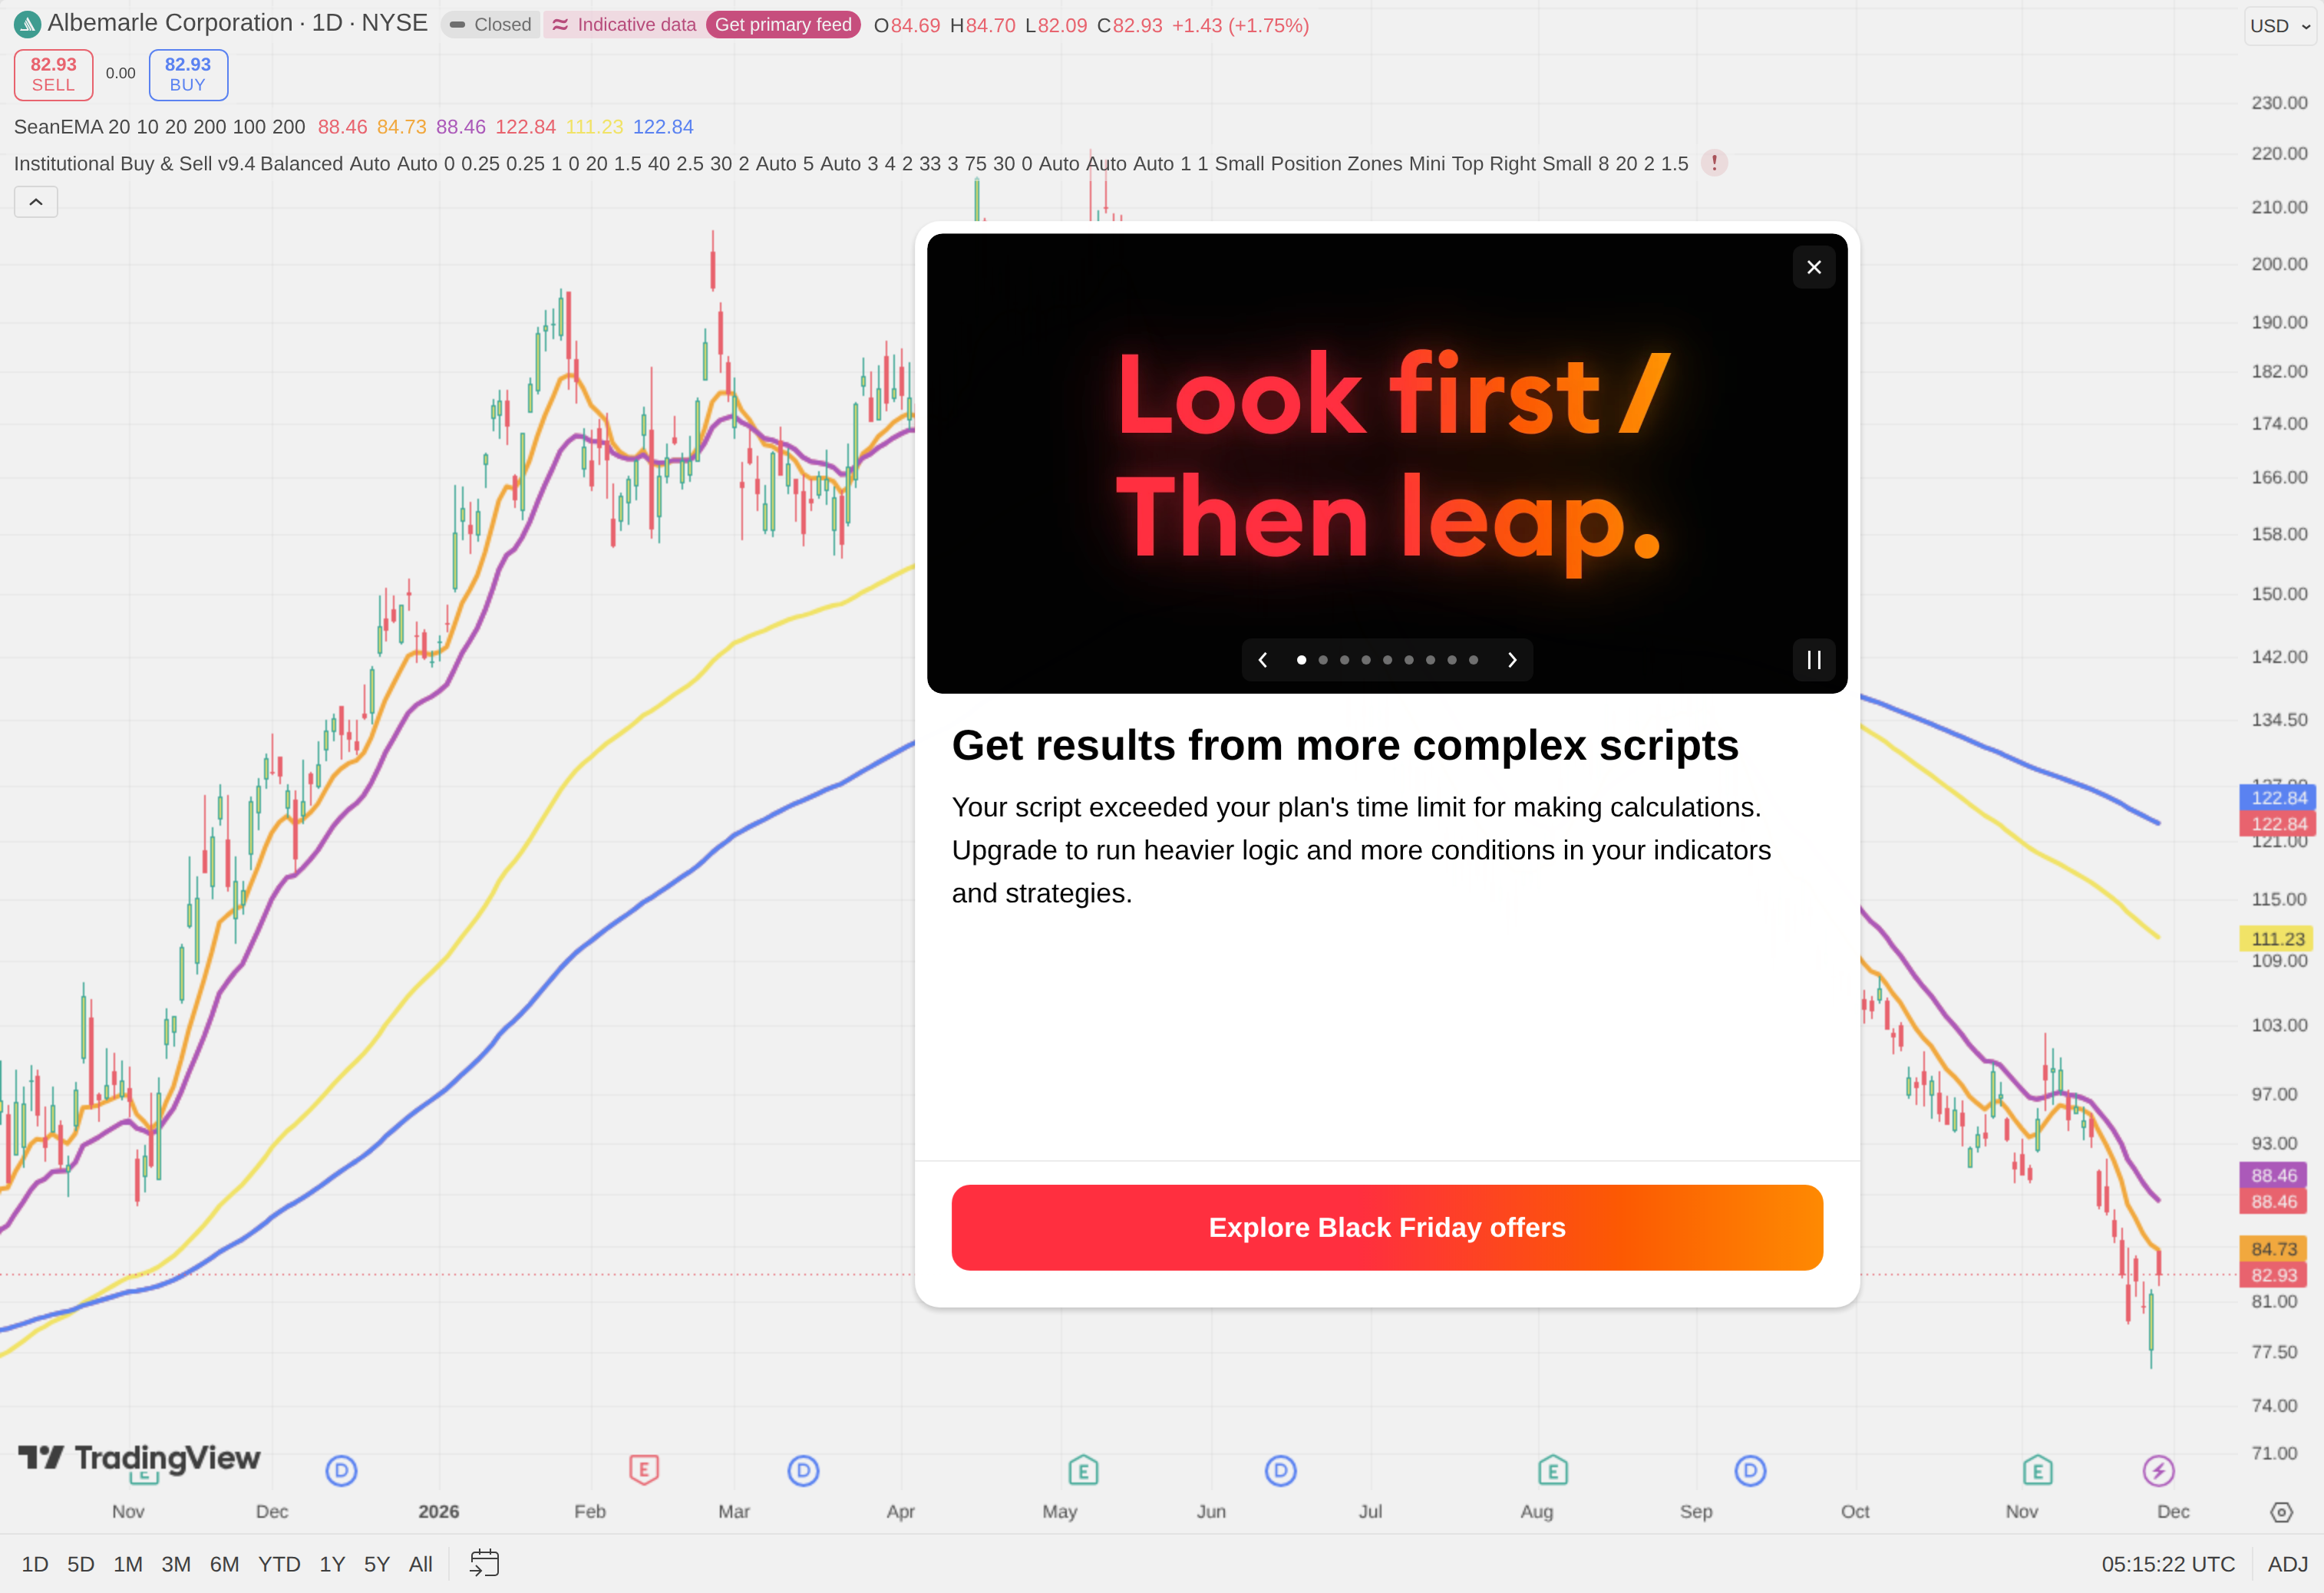 Albemarle Corporation · 1D · NYSE Closed Indicative data Get primary feed O84.69 H84.70 L82.09 C82.93 +1.43 (+1.75%)
USD
82.93 SELL
0.00
82.93 BUY
SeanEMA 20 10 20 200 100 200 88.46 84.73 88.46 122.84 111.23 122.84
Institutional Buy & Sell v9.4 Balanced Auto Auto 0 0.25 0.25 1 0 20 1.5 40 2.5 30 2 Auto 5 Auto 3 4 2 33 3 75 30 0 Auto Auto Auto 1 1 Small Position Zones Mini Top Right Small 8 20 2 1.5 !
Look first /
Then leap.
Get results from more complex scripts
Your script exceeded your plan's time limit for making calculations.
Upgrade to run heavier logic and more conditions in your indicators
and strategies.
Explore Black Friday offers
230.00
220.00
210.00
200.00
190.00
182.00
174.00
166.00
158.00
150.00
142.00
134.50
122.84
122.84
121.00
115.00
111.23
109.00
103.00
97.00
93.00
88.46
88.46
84.73
82.93
81.00
77.50
74.00
71.00
TradingView
E D E D E D E D E
Nov Dec 2026 Feb Mar Apr May Jun Jul Aug Sep Oct Nov Dec
1D 5D 1M 3M 6M YTD 1Y 5Y All 05:15:22 UTC ADJ